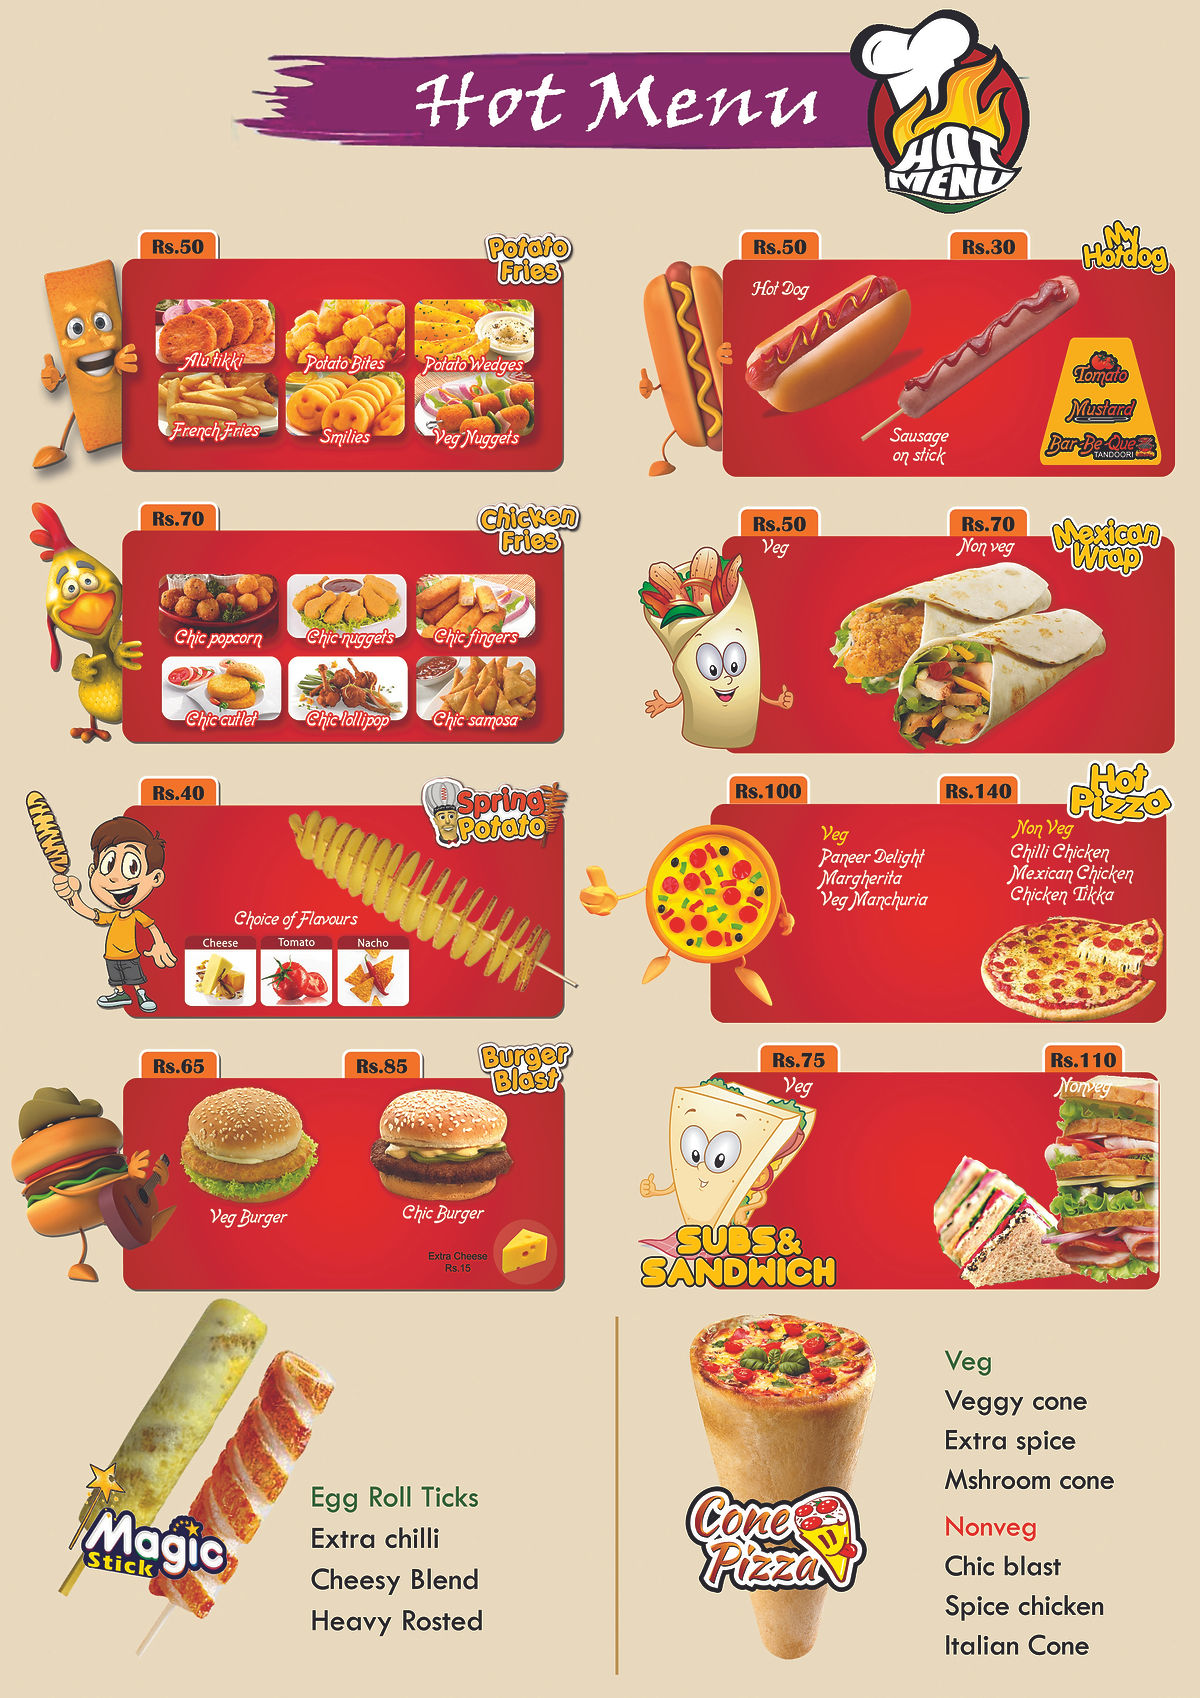 Hot Menu
HOT
MENU
Rs.50
Potato
Fries
Alu tikki
Potato Bites
Potato Wedges
French Fries
Smilies
Veg Nuggets
Rs.50
Rs.30
My
Hotdog
Hot Dog
Sausage
on stick
Tomato
Mustard
Bar-Be-Que
TANDOORI
Rs.70
Chicken
Fries
Chic popcorn
Chic nuggets
Chic fingers
Chic cutlet
Chic lollipop
Chic samosa
Rs.50
Rs.70
Mexican
Wrap
Veg
Non veg
Rs.40
Spring
Potato
Choice of Flavours
Cheese
Tomato
Nacho
Rs.100
Rs.140
Hot
Pizza
Veg
Paneer Delight
Margherita
Veg Manchuria
Non Veg
Chilli Chicken
Mexican Chicken
Chicken Tikka
Rs.65
Rs.85
Burger
Blast
Veg Burger
Chic Burger
Extra Cheese
Rs.15
Rs.75
Rs.110
Veg
Nonveg
SUBS&
SANDWICH
Magic
Stick
Egg Roll Ticks
Extra chilli
Cheesy Blend
Heavy Rosted
Cone
Pizza
Veg
Veggy cone
Extra spice
Mshroom cone
Nonveg
Chic blast
Spice chicken
Italian Cone